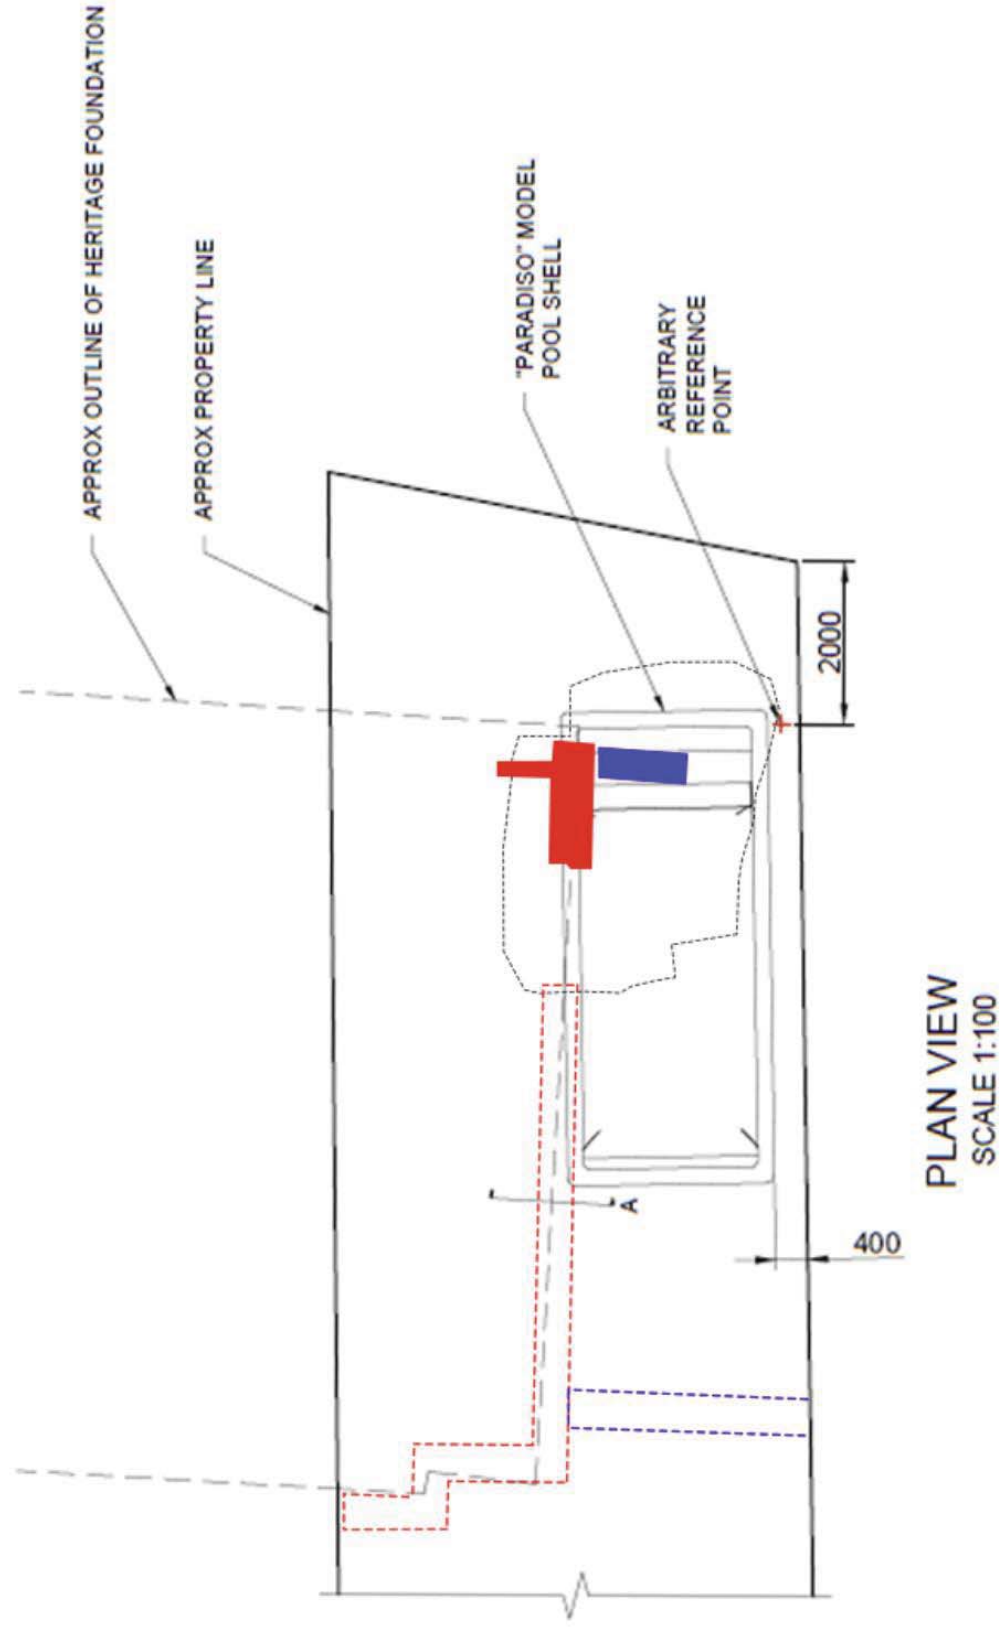 APPROX OUTLINE OF HERITAGE FOUNDATION
APPROX PROPERTY LINE
"PARADISO" MODEL
POOL SHELL
ARBITRARY
REFERENCE
POINT
2000
A
400
PLAN VIEW
SCALE 1:100